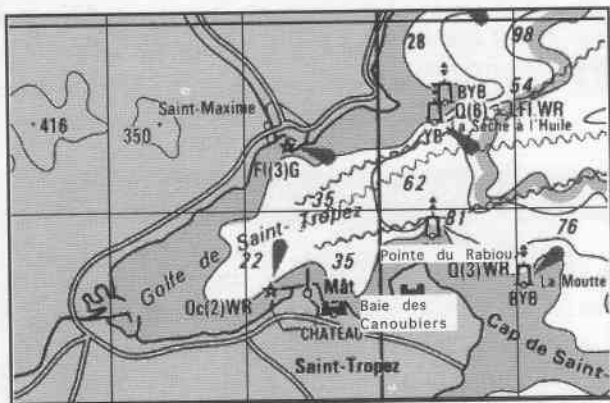 28
98
BYB
54
Q(6)+LFl.WR
YB
La Sèche à l'Huile
416
350
Saint-Maxime
Fl(3)G
62
35
81
76
Golfe de Saint-Tropez
22
35
Pointe du Rabiou
Q(3)WR
La Moutte
BYB
Oc(2)WR
Mât
Baie des
Canoubiers
CHATEAU
Saint-Tropez
Cap de Saint-